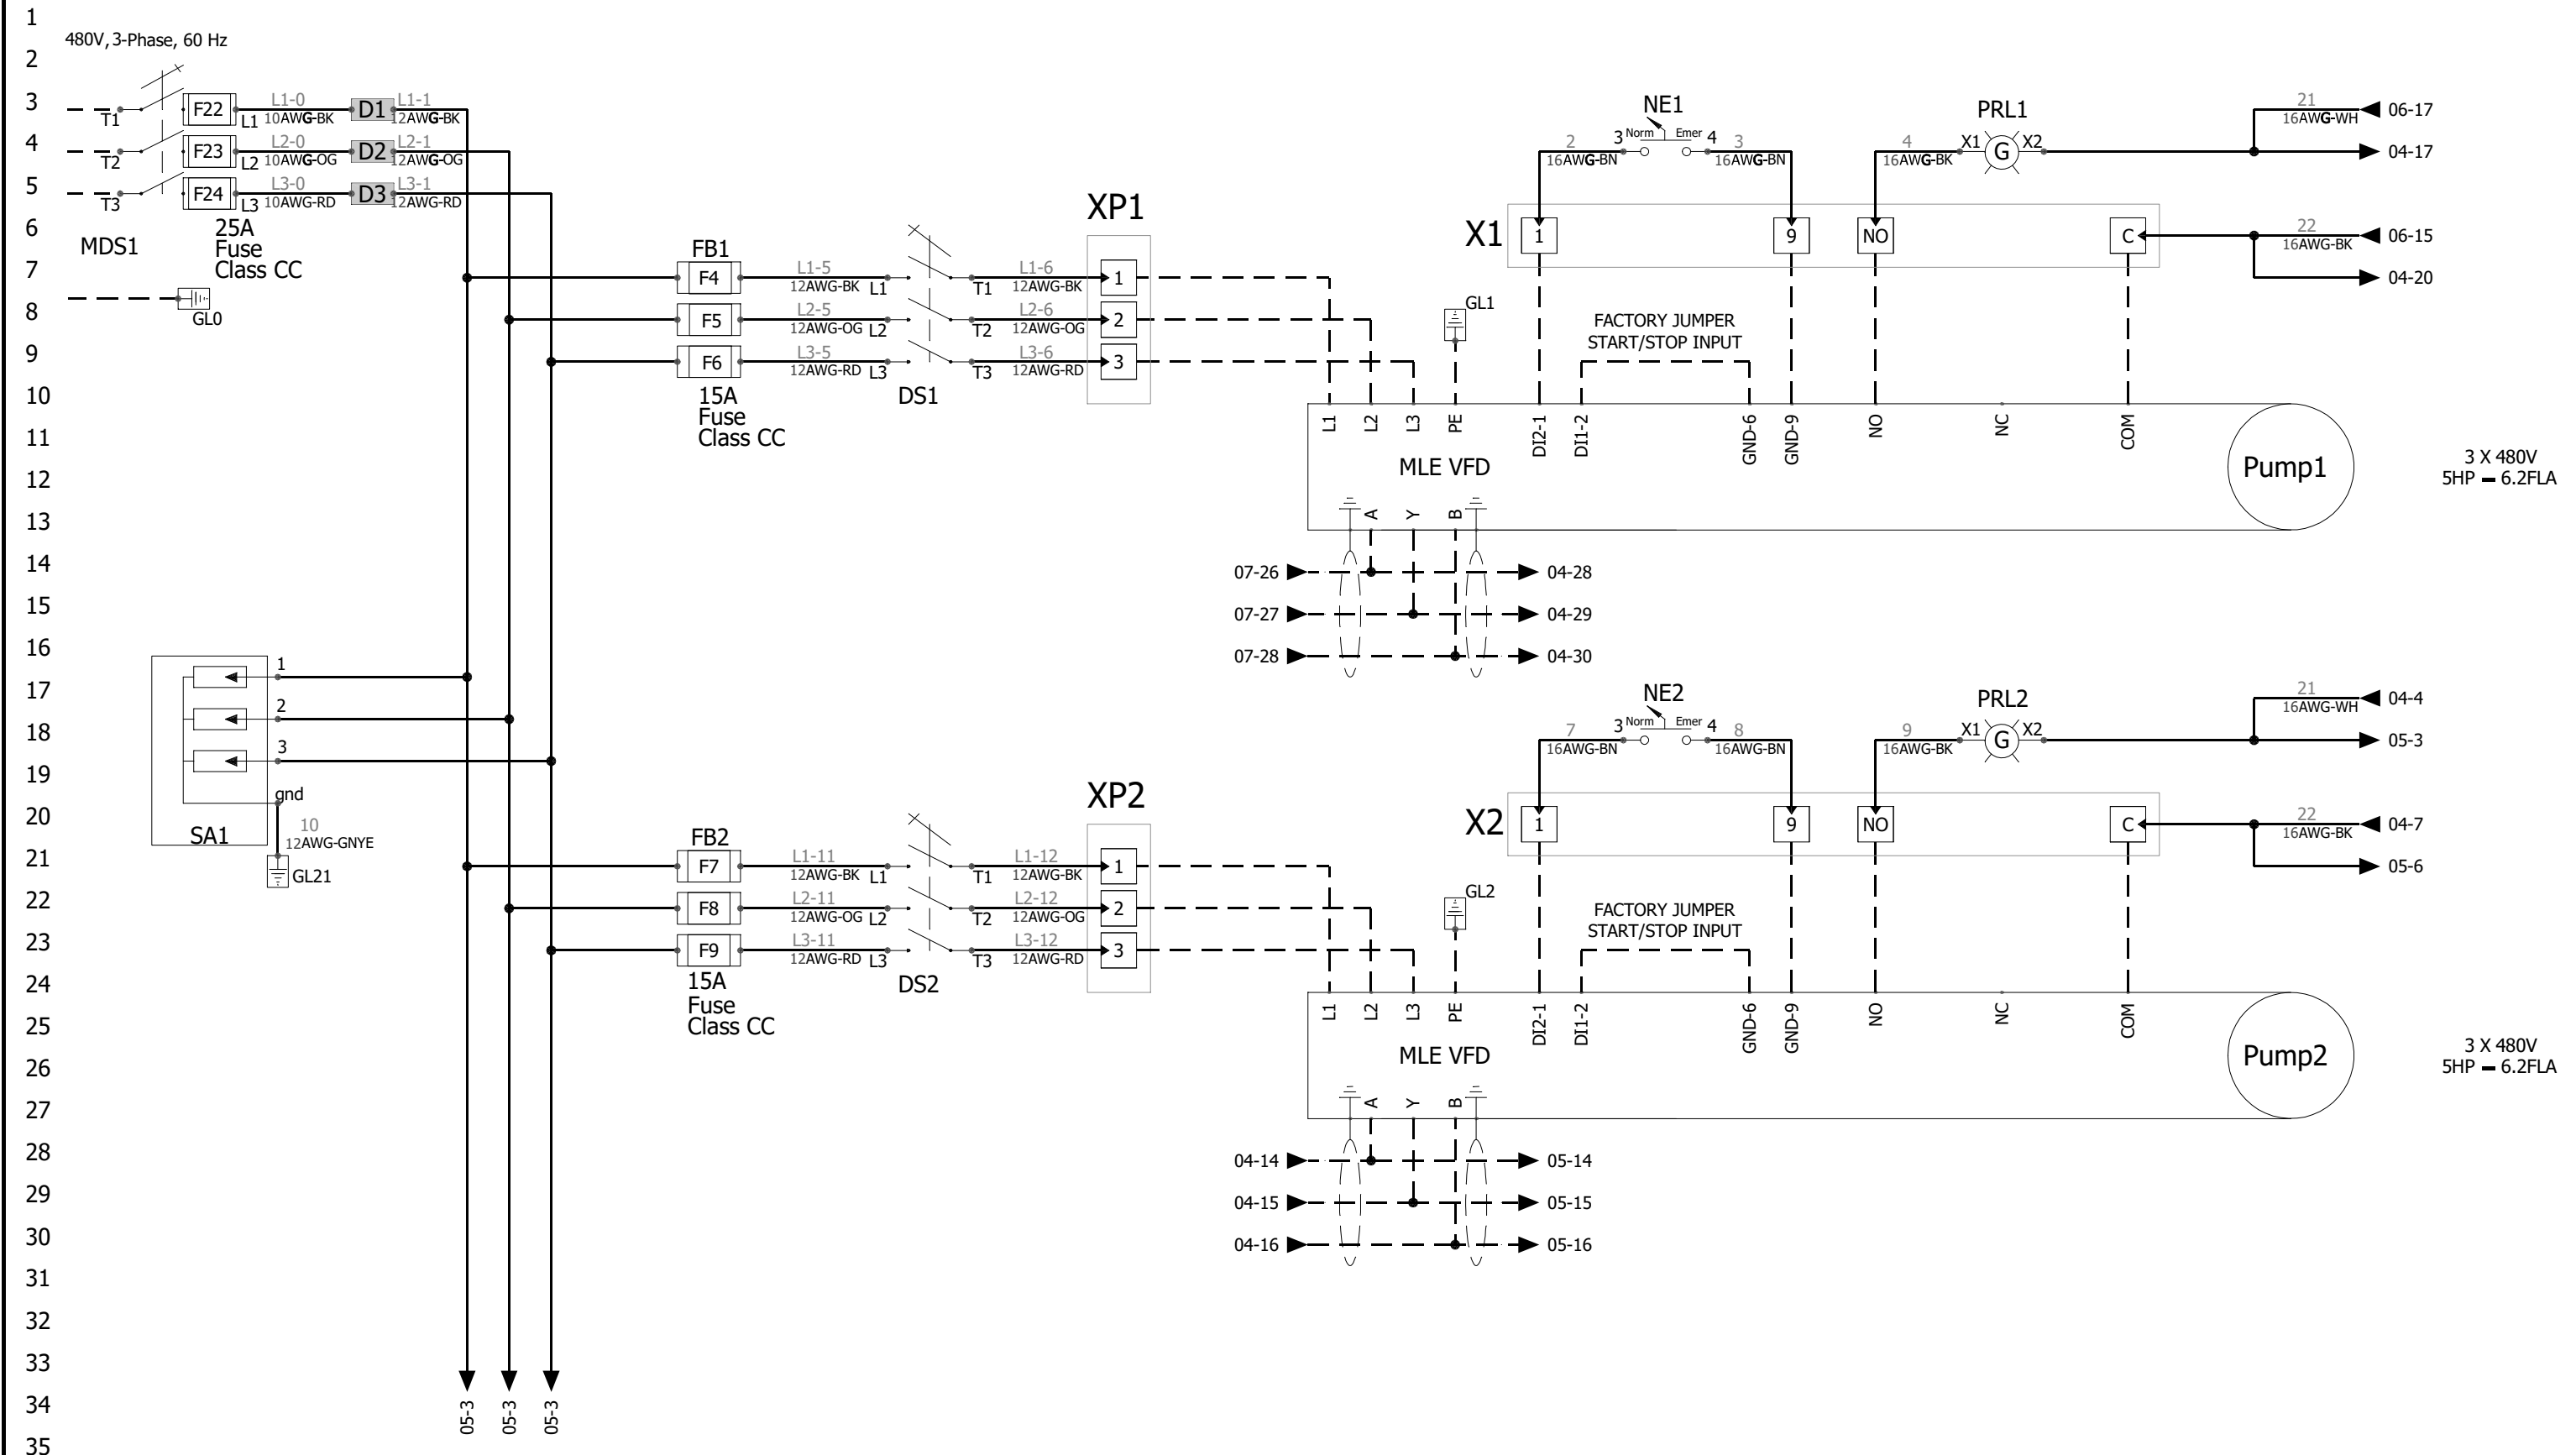 1
480V, 3-Phase, 60 Hz
2
3
T1
F22
L1
L1-0
10AWG-BK
D1
L1-1
12AWG-BK
4
T2
F23
L2
L2-0
10AWG-OG
D2
L2-1
12AWG-OG
5
T3
F24
L3
L3-0
10AWG-RD
D3
L3-1
12AWG-RD
6
MDS1
25A
Fuse
Class CC
7
8
GL0
9
10
11
12
13
14
15
16
17
18
19
20
21
22
23
24
25
26
27
28
29
30
31
32
33
34
35
FB1
F4
L1-5
12AWG-BK
L1
T1
L1-6
12AWG-BK
F5
L2-5
12AWG-OG
L2
T2
L2-6
12AWG-OG
F6
L3-5
12AWG-RD
L3
T3
L3-6
12AWG-RD
15A
Fuse
Class CC
DS1
XP1
1
2
3
NE1
2
16AWG-BN
3
Norm
Emer
4
3
16AWG-BN
PRL1
4
16AWG-BK
X1
G
X2
21
16AWG-WH
06-17
04-17
X1
1
9
NO
C
22
16AWG-BK
06-15
04-20
GL1
FACTORY JUMPER
START/STOP INPUT
L1
L2
L3
PE
DI2-1
DI1-2
GND-6
GND-9
NO
NC
COM
MLE VFD
Pump1
3 X 480V
5HP - 6.2FLA
A
Y
B
07-26
04-28
07-27
04-29
07-28
04-30
1
2
3
gnd
SA1
10
12AWG-GNYE
GL21
FB2
F7
L1-11
12AWG-BK
L1
T1
L1-12
12AWG-BK
F8
L2-11
12AWG-OG
L2
T2
L2-12
12AWG-OG
F9
L3-11
12AWG-RD
L3
T3
L3-12
12AWG-RD
15A
Fuse
Class CC
DS2
XP2
1
2
3
NE2
7
16AWG-BN
3
Norm
Emer
4
8
16AWG-BN
PRL2
9
16AWG-BK
X1
G
X2
21
16AWG-WH
04-4
05-3
X2
1
9
NO
C
22
16AWG-BK
04-7
05-6
GL2
FACTORY JUMPER
START/STOP INPUT
L1
L2
L3
PE
DI2-1
DI1-2
GND-6
GND-9
NO
NC
COM
MLE VFD
Pump2
3 X 480V
5HP - 6.2FLA
A
Y
B
04-14
05-14
04-15
05-15
04-16
05-16
05-3
05-3
05-3